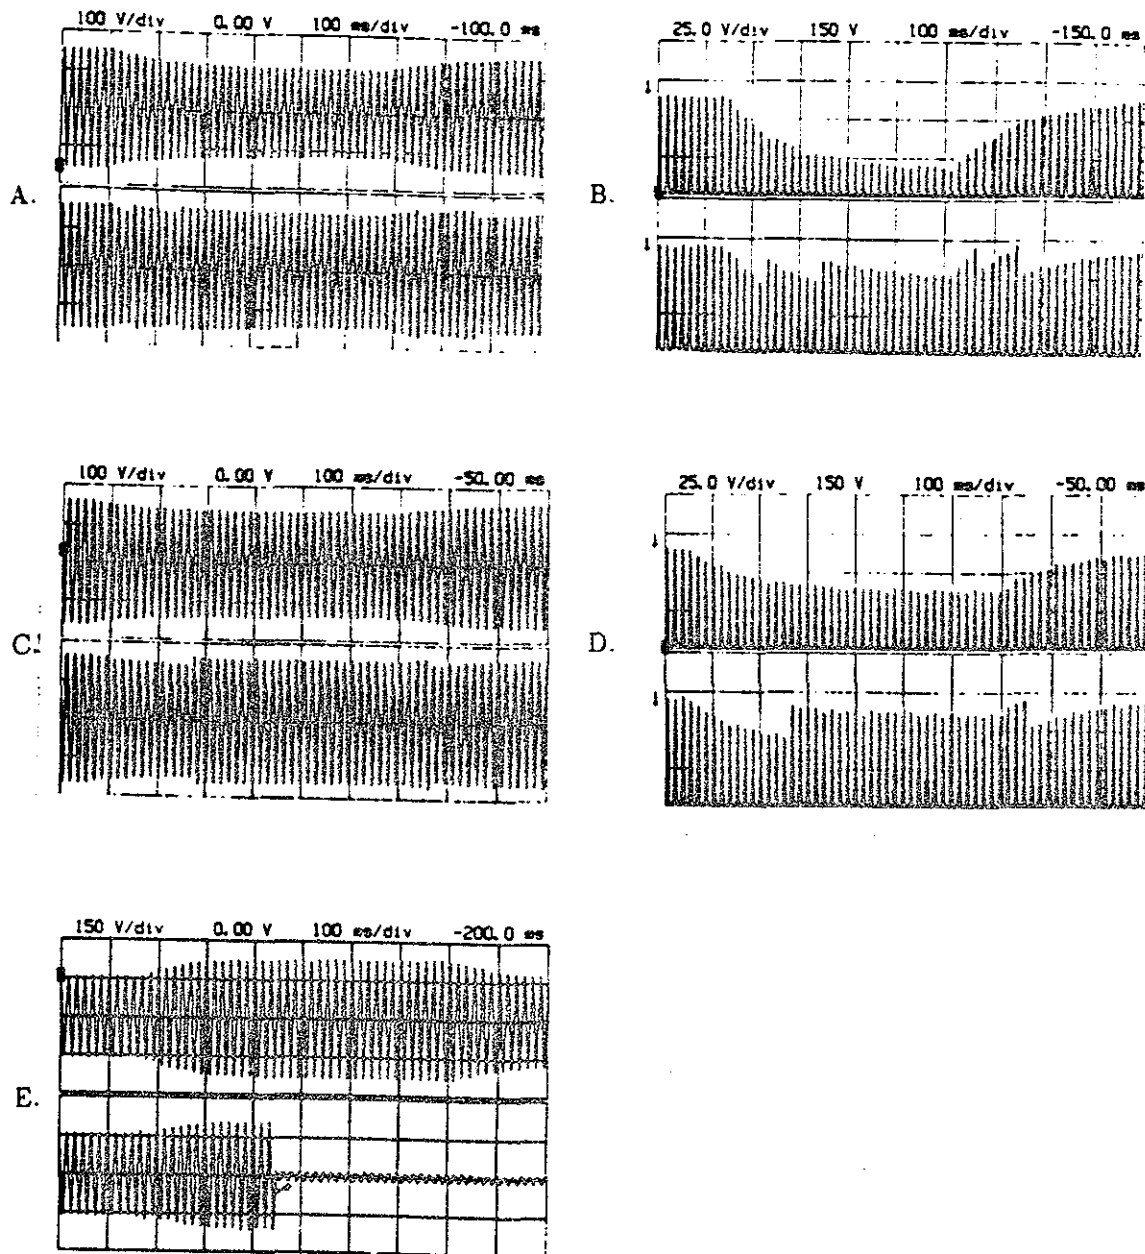 100 V/div 0.00 V 100 ms/div -100.0 ms
A.
25.0 V/div 150 V 100 ms/div -150.0 ms
B.
100 V/div 0.00 V 100 ms/div -50.00 ms
C.
25.0 V/div 150 V 100 ms/div -50.00 ms
D.
150 V/div 0.00 V 100 ms/div -200.0 ms
E.